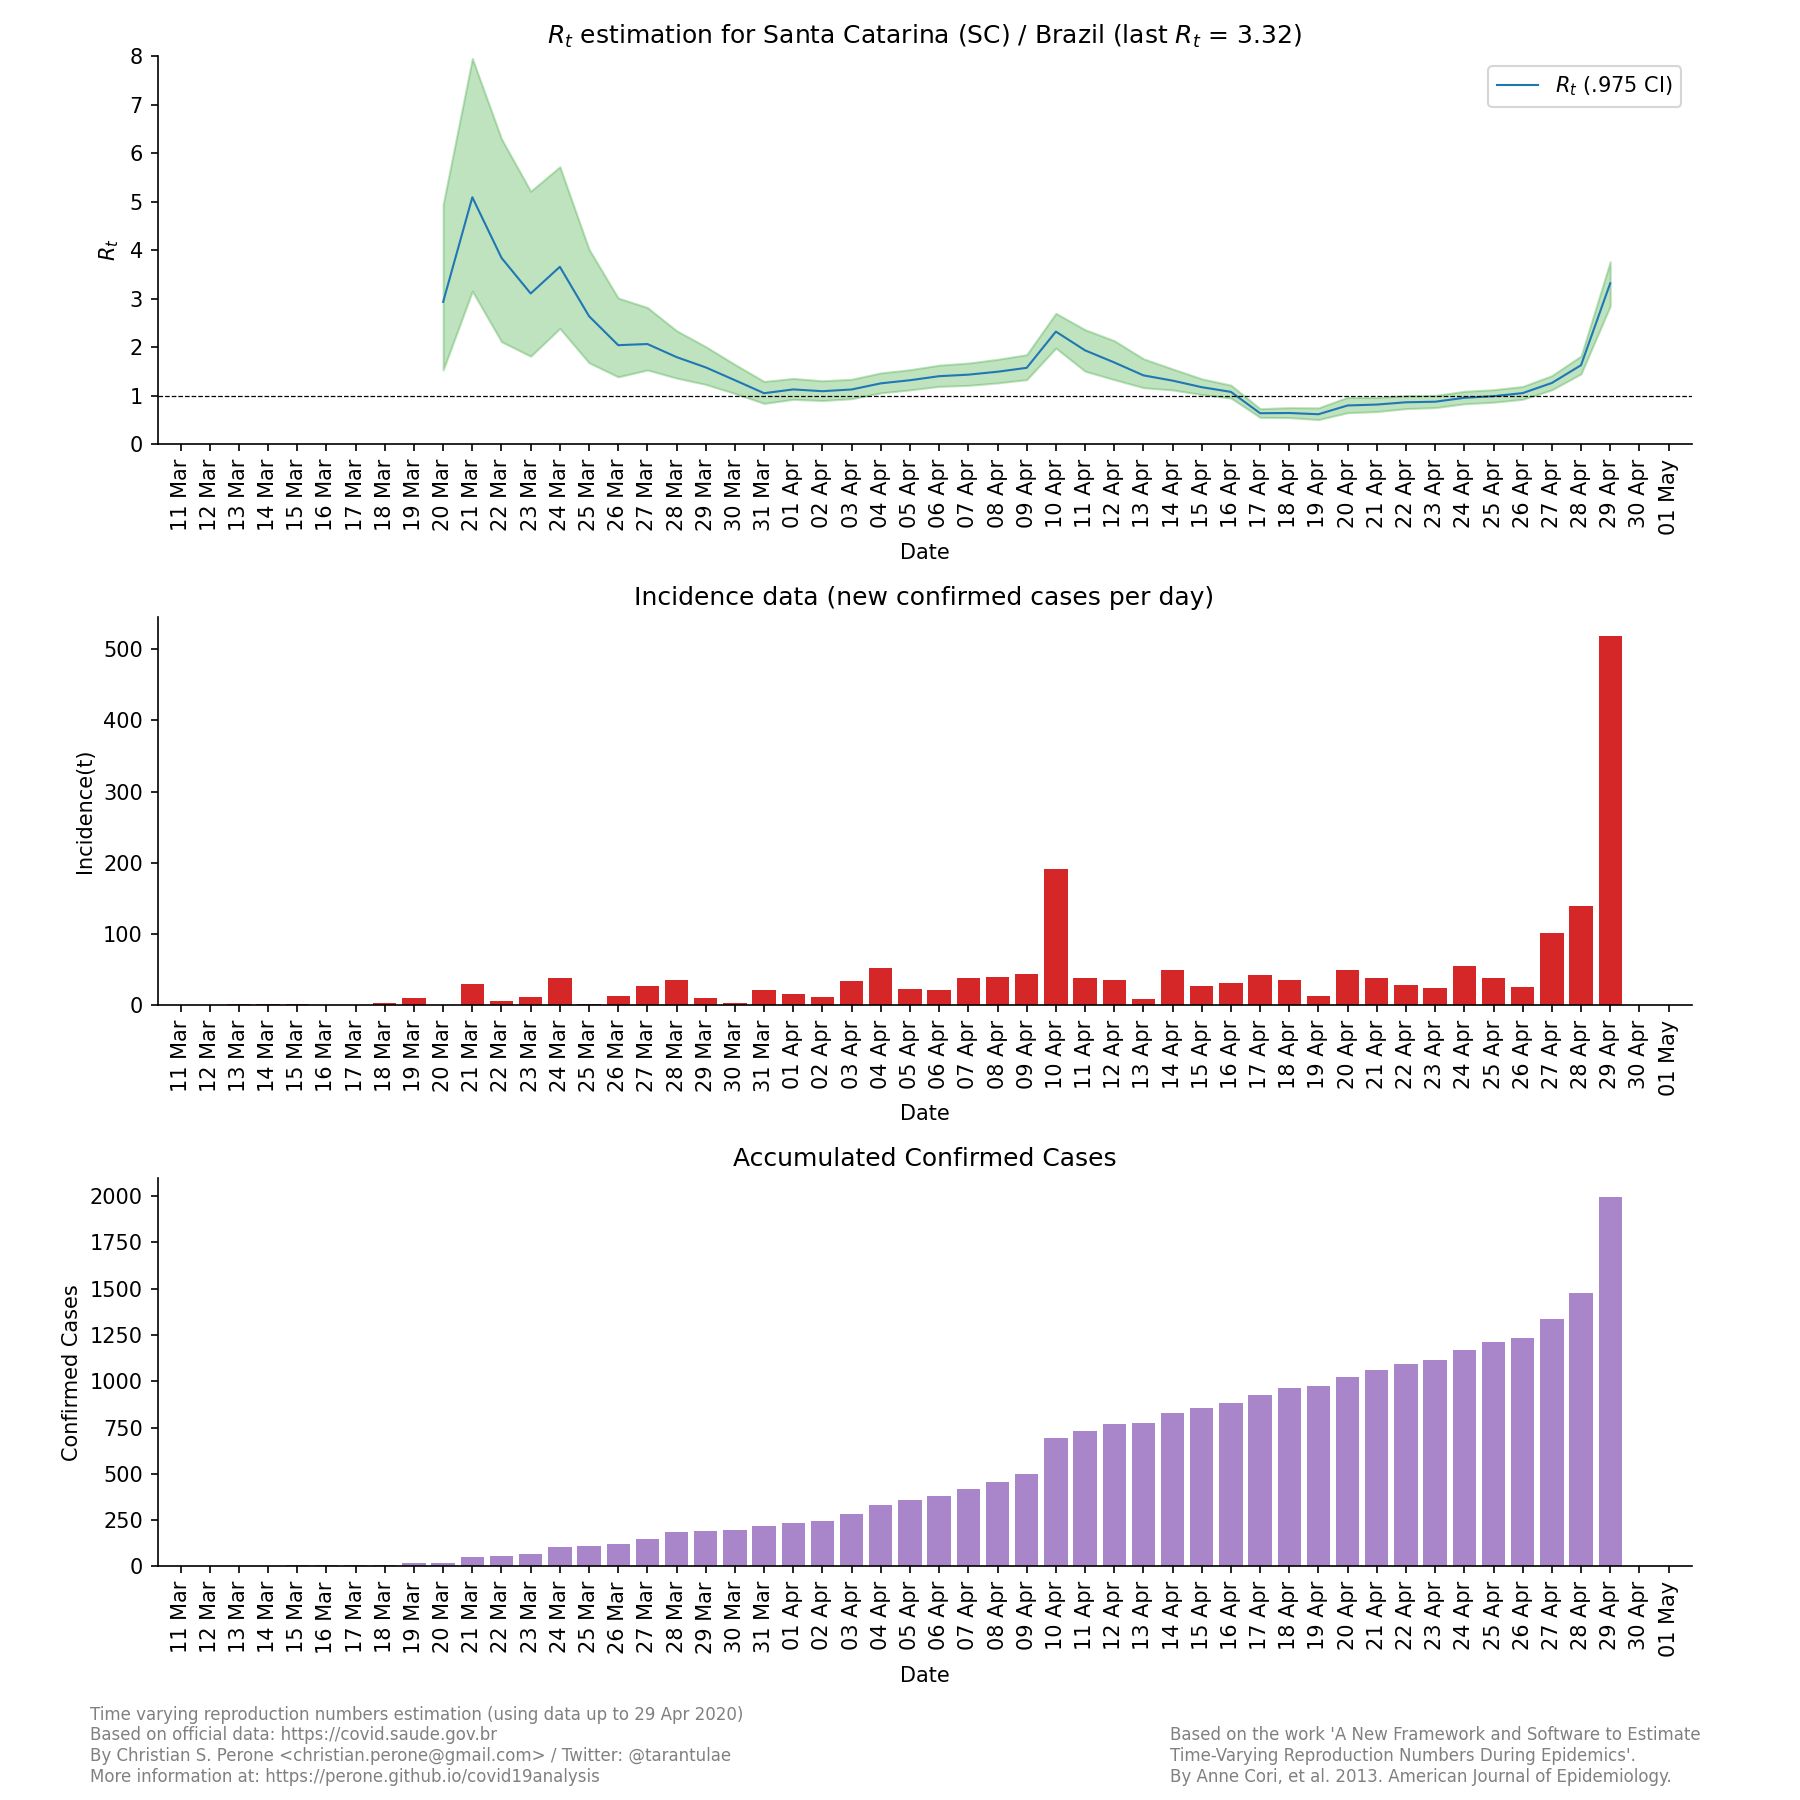 Rt estimation for Santa Catarina (SC) / Brazil (last Rt = 3.32)
8
7
6
5
4
3
2
1
0
Rt
Rt (.975 CI)
11 Mar 12 Mar 13 Mar 14 Mar 15 Mar 16 Mar 17 Mar 18 Mar 19 Mar 20 Mar 21 Mar 22 Mar 23 Mar 24 Mar 25 Mar 26 Mar 27 Mar 28 Mar 29 Mar 30 Mar 31 Mar 01 Apr 02 Apr 03 Apr 04 Apr 05 Apr 06 Apr 07 Apr 08 Apr 09 Apr 10 Apr 11 Apr 12 Apr 13 Apr 14 Apr 15 Apr 16 Apr 17 Apr 18 Apr 19 Apr 20 Apr 21 Apr 22 Apr 23 Apr 24 Apr 25 Apr 26 Apr 27 Apr 28 Apr 29 Apr 30 Apr 01 May
Date
Incidence data (new confirmed cases per day)
500
400
300
200
100
0
Incidence(t)
11 Mar 12 Mar 13 Mar 14 Mar 15 Mar 16 Mar 17 Mar 18 Mar 19 Mar 20 Mar 21 Mar 22 Mar 23 Mar 24 Mar 25 Mar 26 Mar 27 Mar 28 Mar 29 Mar 30 Mar 31 Mar 01 Apr 02 Apr 03 Apr 04 Apr 05 Apr 06 Apr 07 Apr 08 Apr 09 Apr 10 Apr 11 Apr 12 Apr 13 Apr 14 Apr 15 Apr 16 Apr 17 Apr 18 Apr 19 Apr 20 Apr 21 Apr 22 Apr 23 Apr 24 Apr 25 Apr 26 Apr 27 Apr 28 Apr 29 Apr 30 Apr 01 May
Date
Accumulated Confirmed Cases
2000
1750
1500
1250
1000
750
500
250
0
Confirmed Cases
11 Mar 12 Mar 13 Mar 14 Mar 15 Mar 16 Mar 17 Mar 18 Mar 19 Mar 20 Mar 21 Mar 22 Mar 23 Mar 24 Mar 25 Mar 26 Mar 27 Mar 28 Mar 29 Mar 30 Mar 31 Mar 01 Apr 02 Apr 03 Apr 04 Apr 05 Apr 06 Apr 07 Apr 08 Apr 09 Apr 10 Apr 11 Apr 12 Apr 13 Apr 14 Apr 15 Apr 16 Apr 17 Apr 18 Apr 19 Apr 20 Apr 21 Apr 22 Apr 23 Apr 24 Apr 25 Apr 26 Apr 27 Apr 28 Apr 29 Apr 30 Apr 01 May
Date
Time varying reproduction numbers estimation (using data up to 29 Apr 2020)
Based on official data: https://covid.saude.gov.br
By Christian S. Perone <christian.perone@gmail.com> / Twitter: @tarantulae
More information at: https://perone.github.io/covid19analysis
Based on the work 'A New Framework and Software to Estimate
Time-Varying Reproduction Numbers During Epidemics'.
By Anne Cori, et al. 2013. American Journal of Epidemiology.